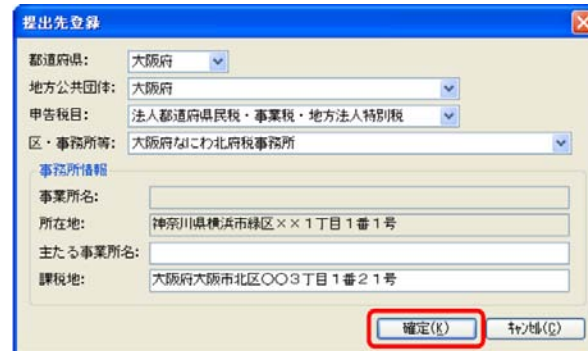 提出先登録
都道府県: 大阪府
地方公共団体: 大阪府
申告税目: 法人都道府県民税・事業税・地方法人特別税
区・事務所等: 大阪府なにわ北府税事務所
事務所情報
事業所名:
所在地: 神奈川県横浜市緑区××1丁目1番1号
主たる事業所名:
課税地: 大阪府大阪市北区〇〇3丁目1番21号
確定(K) キャンセル(C)